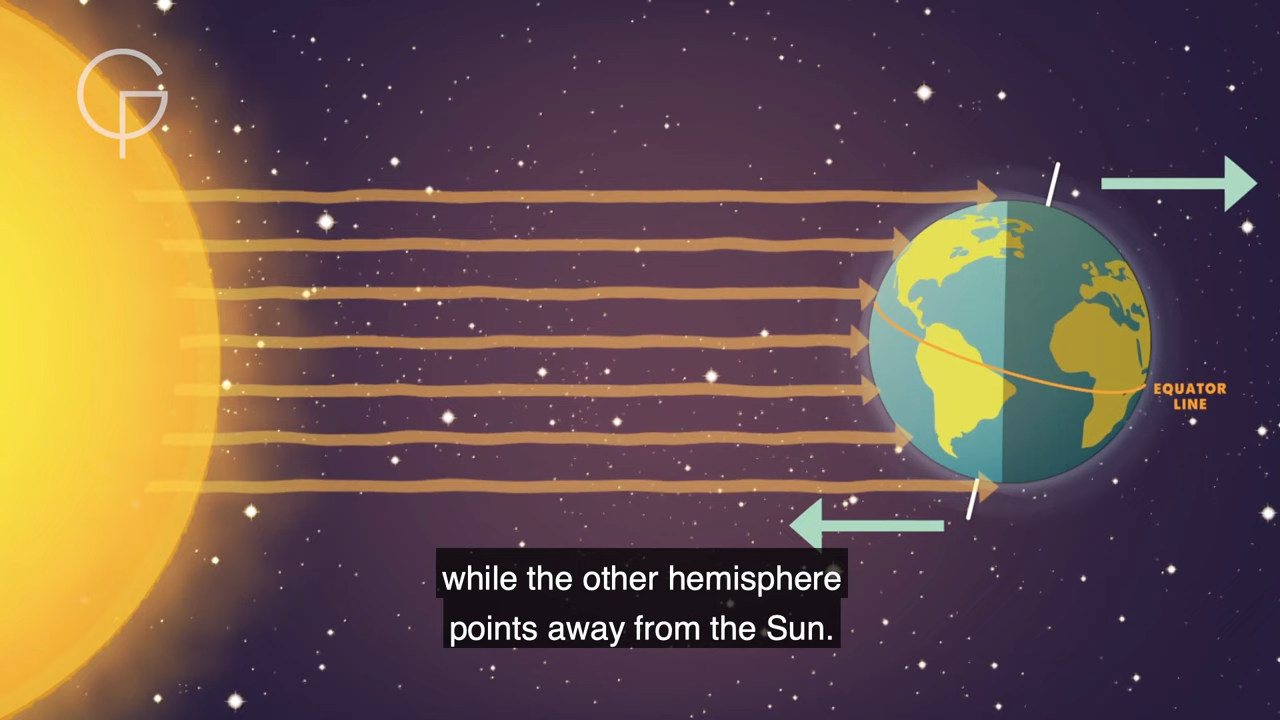 EQUATOR
LINE
while the other hemisphere
points away from the Sun.